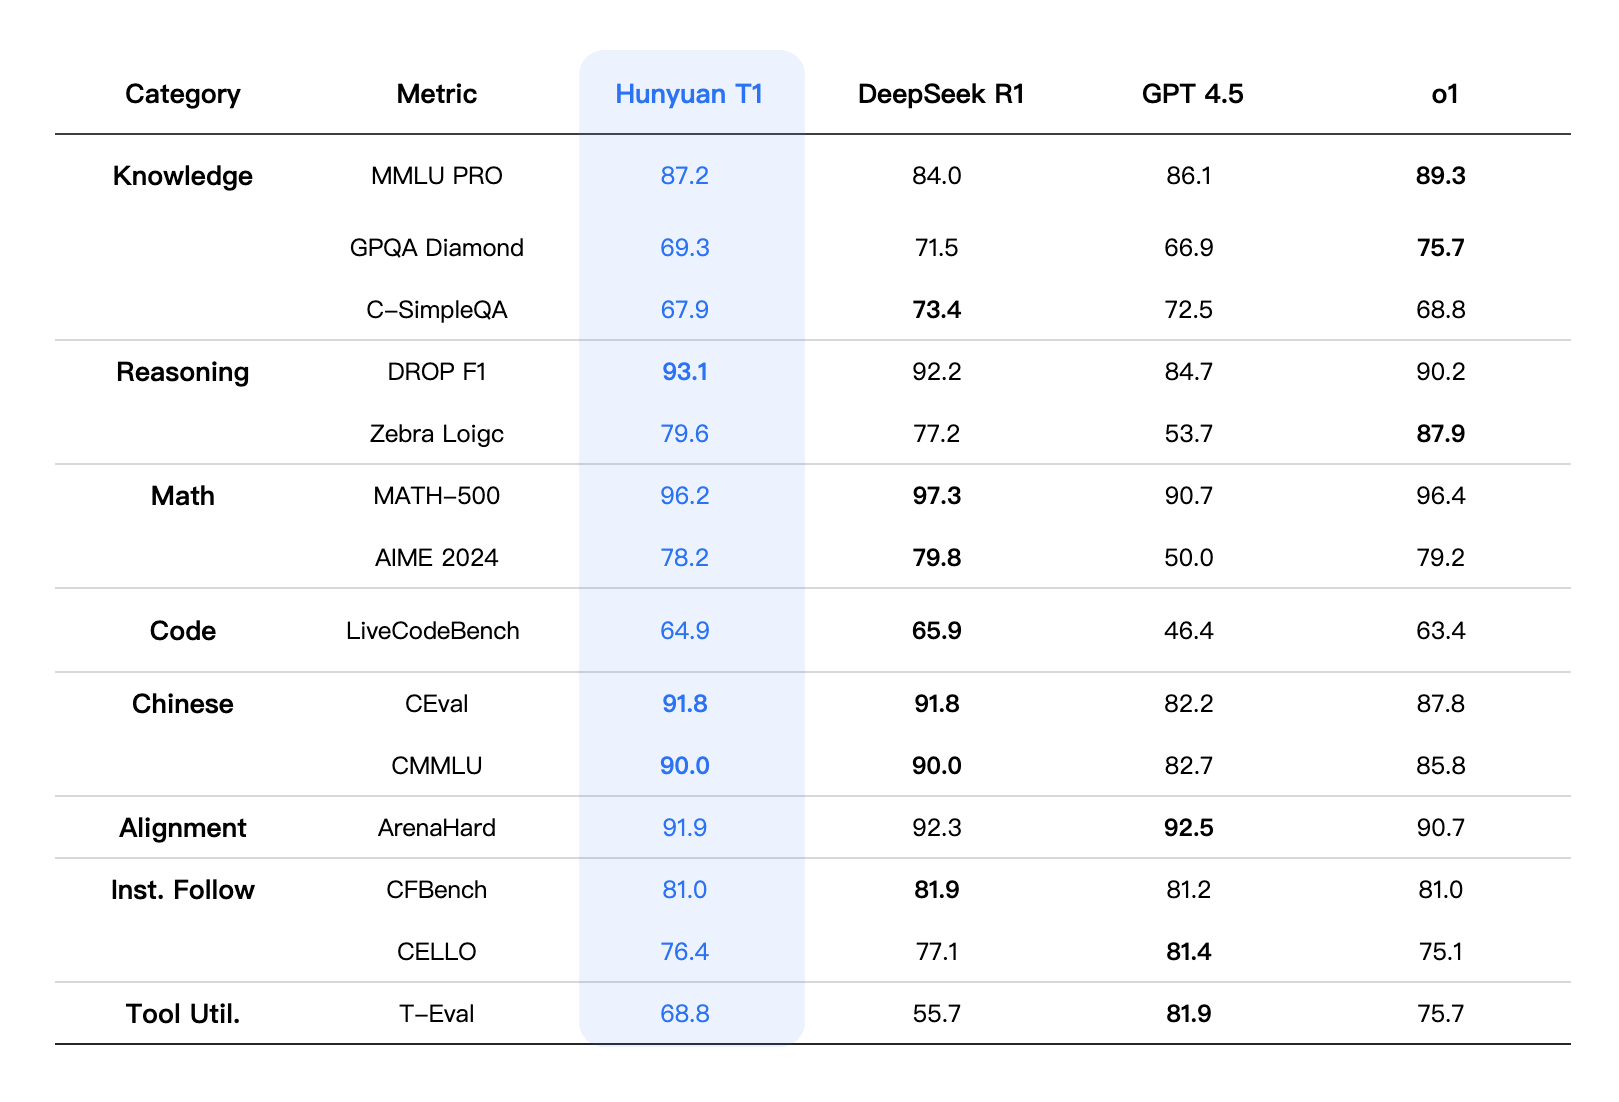 Category Metric Hunyuan T1 DeepSeek R1 GPT 4.5 o1
Knowledge MMLU PRO 87.2 84.0 86.1 89.3
GPQA Diamond 69.3 71.5 66.9 75.7
C-SimpleQA 67.9 73.4 72.5 68.8
Reasoning DROP F1 93.1 92.2 84.7 90.2
Zebra Loigc 79.6 77.2 53.7 87.9
Math MATH-500 96.2 97.3 90.7 96.4
AIME 2024 78.2 79.8 50.0 79.2
Code LiveCodeBench 64.9 65.9 46.4 63.4
Chinese CEval 91.8 91.8 82.2 87.8
CMMLU 90.0 90.0 82.7 85.8
Alignment ArenaHard 91.9 92.3 92.5 90.7
Inst. Follow CFBench 81.0 81.9 81.2 81.0
CELLO 76.4 77.1 81.4 75.1
Tool Util. T-Eval 68.8 55.7 81.9 75.7